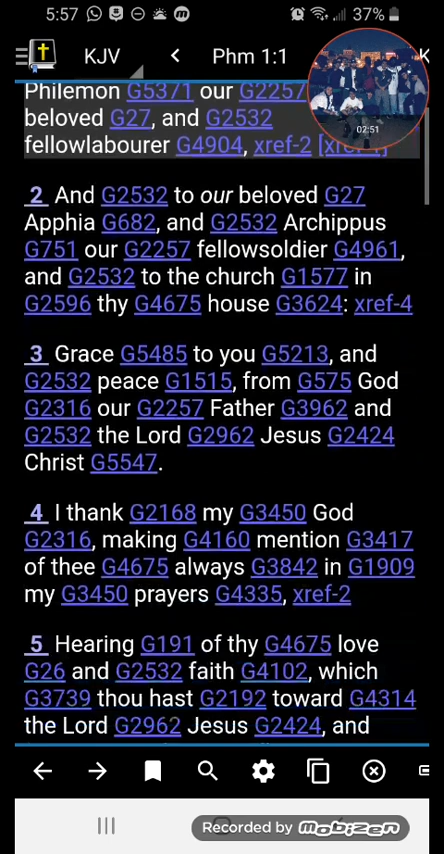 5:57 37%
KJV Phm 1:1
02:51
Philemon G5371 our G2257
beloved G27, and G2532
fellowlabourer G4904, xref-2
2 And G2532 to our beloved G27
Apphia G682, and G2532 Archippus
G751 our G2257 fellowsoldier G4961,
and G2532 to the church G1577 in
G2596 thy G4675 house G3624: xref-4
3 Grace G5485 to you G5213, and
G2532 peace G1515, from G575 God
G2316 our G2257 Father G3962 and
G2532 the Lord G2962 Jesus G2424
Christ G5547.
4 I thank G2168 my G3450 God
G2316, making G4160 mention G3417
of thee G4675 always G3842 in G1909
my G3450 prayers G4335, xref-2
5 Hearing G191 of thy G4675 love
G26 and G2532 faith G4102, which
G3739 thou hast G2192 toward G4314
the Lord G2962 Jesus G2424, and
Recorded by Mobizen